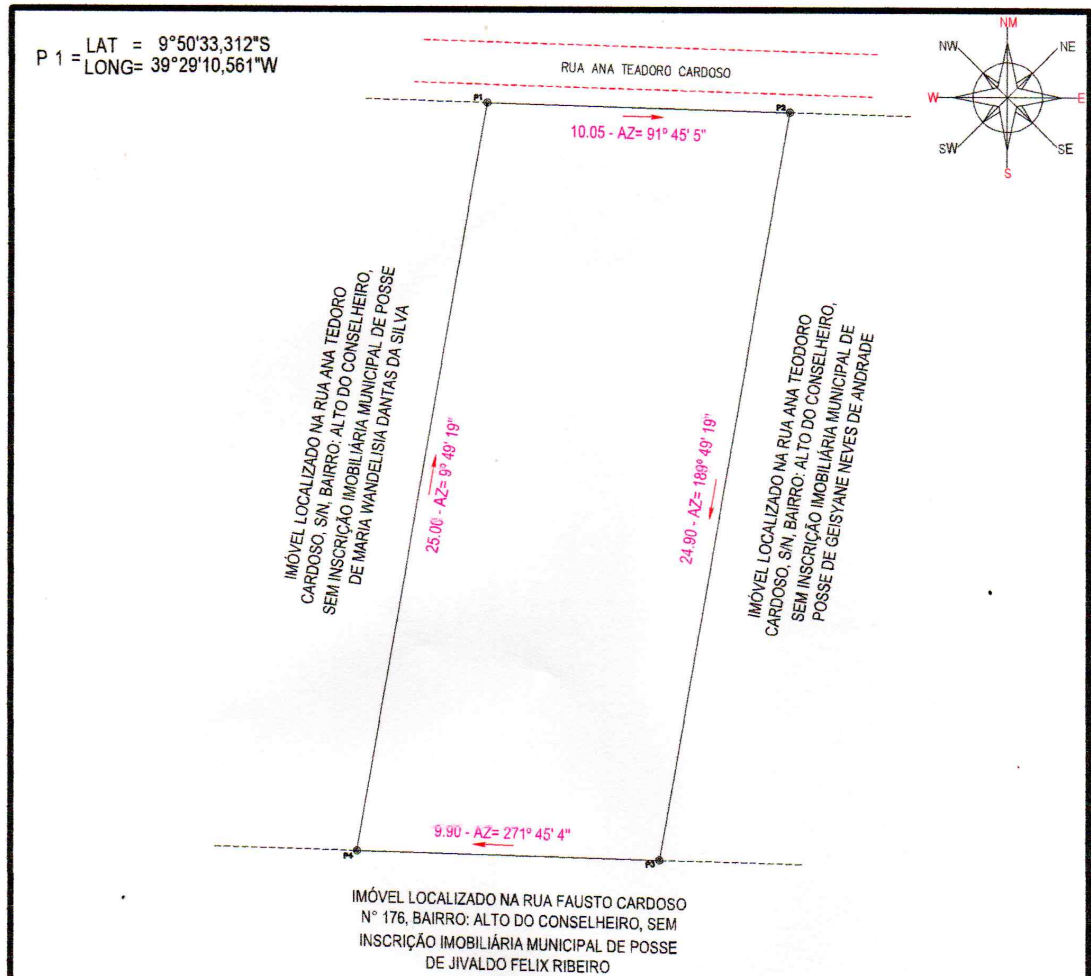 P 1 = LAT = 9°50'33,312"S
LONG= 39°29'10,561"W
RUA ANA TEADORO CARDOSO
NM
NW
NE
W
E
SW
SE
S
P1
P2
10.05 - AZ= 91º 45' 5"
IMÓVEL LOCALIZADO NA RUA ANA TEDORO
CARDOSO, S/N, BAIRRO: ALTO DO CONSELHEIRO,
SEM INSCRIÇÃO IMOBILIÁRIA MUNICIPAL DE POSSE
DE MARIA WANDELISIA DANTAS DA SILVA
25.00 - AZ= 9º 49' 19"
24.90 - AZ= 189º 49' 19"
IMÓVEL LOCALIZADO NA RUA ANA TEODORO
CARDOSO, S/N, BAIRRO: ALTO DO CONSELHEIRO,
SEM INSCRIÇÃO IMOBILIÁRIA MUNICIPAL DE
POSSE DE GEISYANE NEVES DE ANDRADE
9.90 - AZ= 271º 45' 4"
P4
P3
IMÓVEL LOCALIZADO NA RUA FAUSTO CARDOSO
N° 176, BAIRRO: ALTO DO CONSELHEIRO, SEM
INSCRIÇÃO IMOBILIÁRIA MUNICIPAL DE POSSE
DE JIVALDO FELIX RIBEIRO